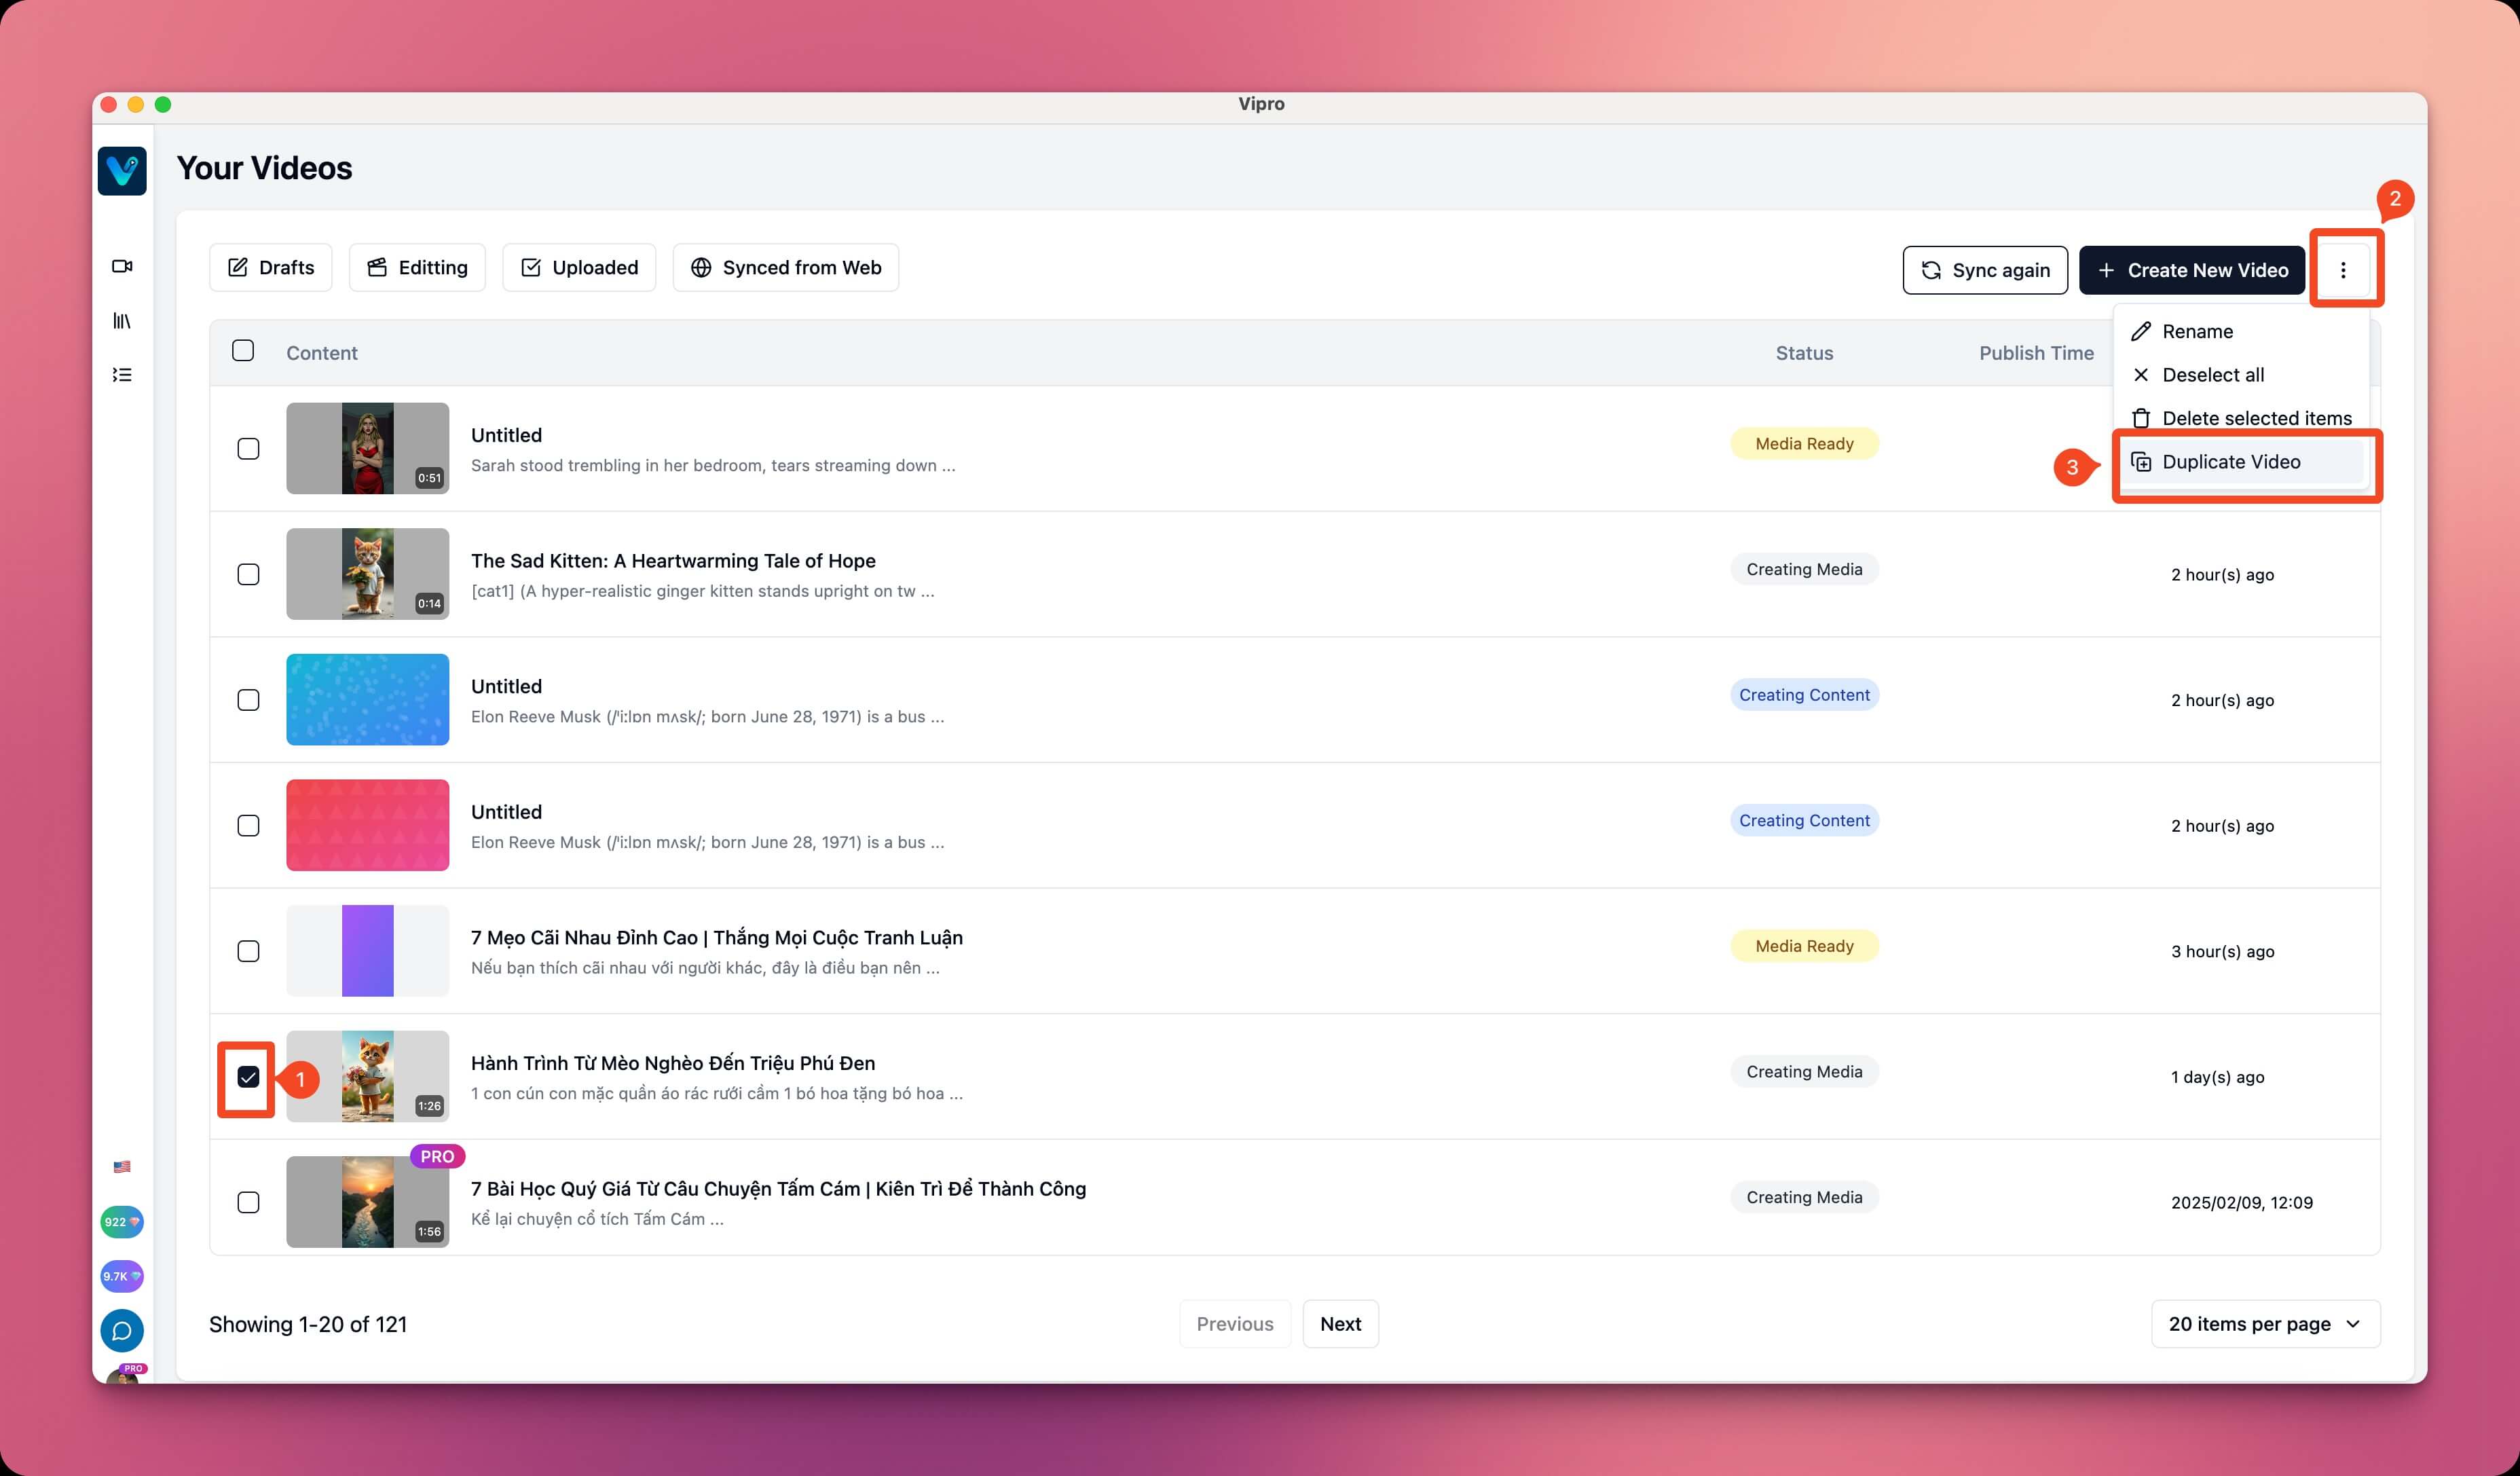 Vipro
Your Videos
2
Drafts
Editting
Uploaded
Synced from Web
Sync again
+ Create New Video
Rename
Deselect all
Delete selected items
3
Duplicate Video
Content
Status
Publish Time
0:51
Untitled
Sarah stood trembling in her bedroom, tears streaming down ...
Media Ready
0:14
The Sad Kitten: A Heartwarming Tale of Hope
[cat1] (A hyper-realistic ginger kitten stands upright on tw ...
Creating Media
2 hour(s) ago
Untitled
Elon Reeve Musk (/ˈiːlɒn mʌsk/; born June 28, 1971) is a bus ...
Creating Content
2 hour(s) ago
Untitled
Elon Reeve Musk (/ˈiːlɒn mʌsk/; born June 28, 1971) is a bus ...
Creating Content
2 hour(s) ago
7 Mẹo Cãi Nhau Đỉnh Cao | Thắng Mọi Cuộc Tranh Luận
Nếu bạn thích cãi nhau với người khác, đây là điều bạn nên ...
Media Ready
3 hour(s) ago
1
1:26
Hành Trình Từ Mèo Nghèo Đến Triệu Phú Đen
1 con cún con mặc quần áo rác rưới cầm 1 bó hoa tặng bó hoa ...
Creating Media
1 day(s) ago
PRO
1:56
7 Bài Học Quý Giá Từ Câu Chuyện Tấm Cám | Kiên Trì Để Thành Công
Kể lại chuyện cổ tích Tấm Cám ...
Creating Media
2025/02/09, 12:09
922
9.7K
PRO
Showing 1-20 of 121
Previous
Next
20 items per page